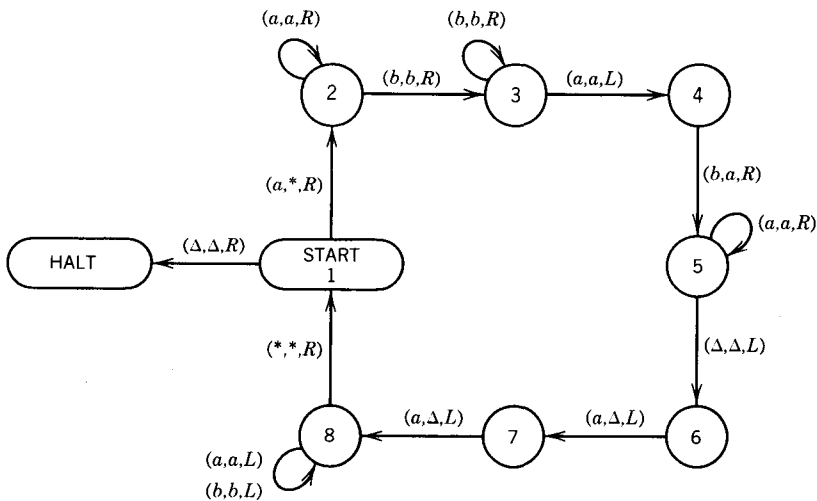 (a,a,R)
(b,b,R)
2
(b,b,R)
3
(a,a,L)
4
(a,*,R)
(b,a,R)
HALT
(Δ,Δ,R)
START
1
5
(a,a,R)
(*,*,R)
(Δ,Δ,L)
8
(a,Δ,L)
7
(a,Δ,L)
6
(a,a,L)
(b,b,L)